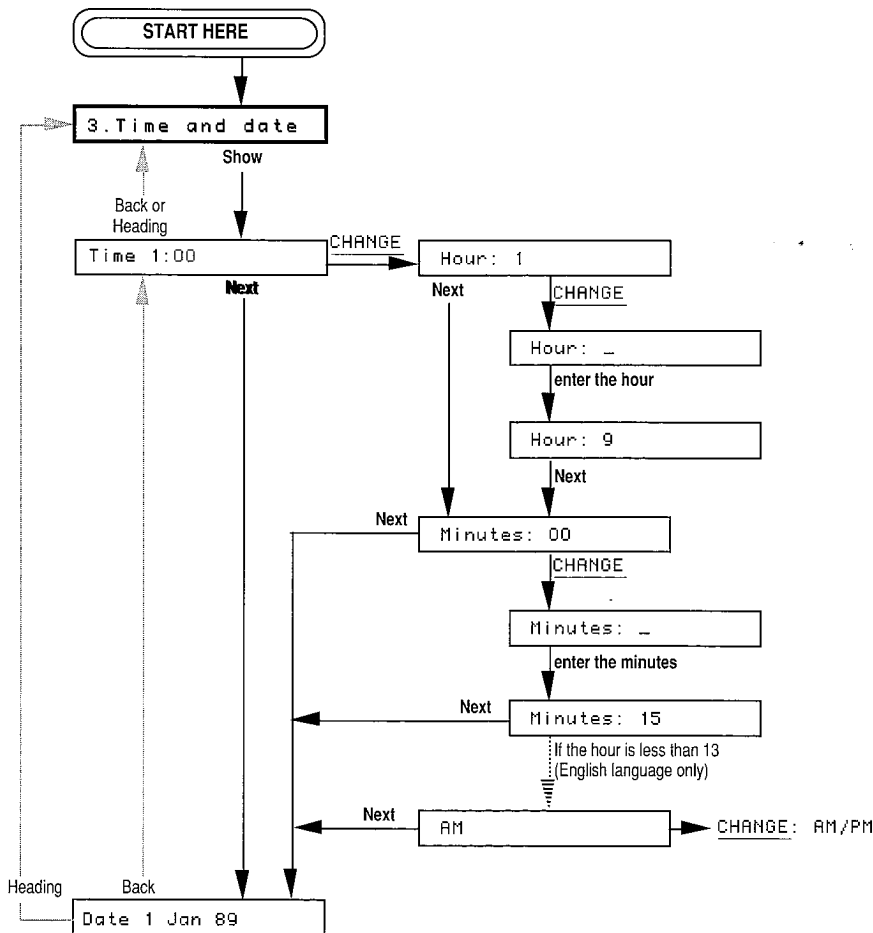 START HERE
3.Time and date
Show
Back or
Heading
Time 1:00
CHANGE
Hour: 1
Next
Next
CHANGE
Hour: _
enter the hour
Hour: 9
Next
Next
Minutes: 00
CHANGE
Minutes: _
enter the minutes
Next
Minutes: 15
If the hour is less than 13
(English language only)
Next
AM
CHANGE: AM/PM
Heading
Back
Date 1 Jan 89